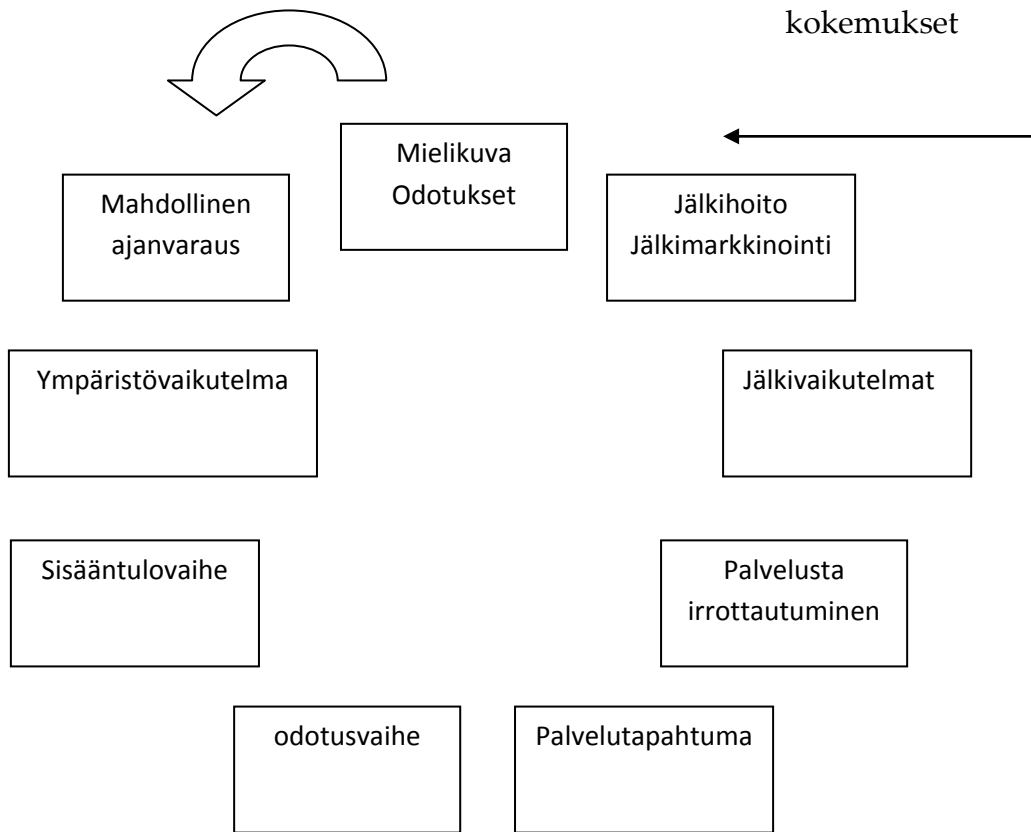 kokemukset
Mielikuva
Odotukset
Mahdollinen
ajanvaraus
Jälkihoito
Jälkimarkkinointi
Ympäristövaikutelma
Jälkivaikutelmat
Sisääntulovaihe
Palvelusta
irrottautuminen
odotusvaihe
Palvelutapahtuma